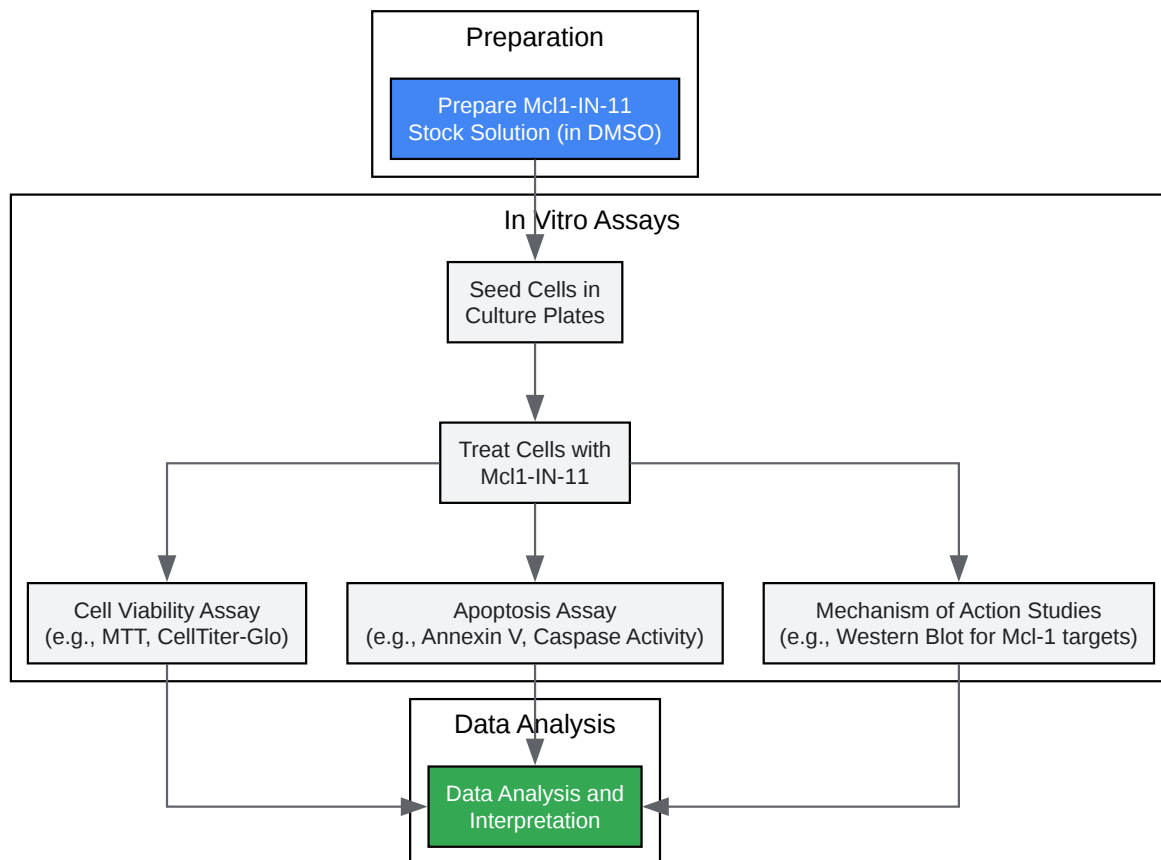 Preparation
Prepare Mcl1-IN-11
Stock Solution (in DMSO)
In Vitro Assays
Seed Cells in
Culture Plates
Treat Cells with
Mcl1-IN-11
Cell Viability Assay
(e.g., MTT, CellTiter-Glo)
Apoptosis Assay
(e.g., Annexin V, Caspase Activity)
Mechanism of Action Studies
(e.g., Western Blot for Mcl-1 targets)
Data Analysis
Data Analysis and
Interpretation